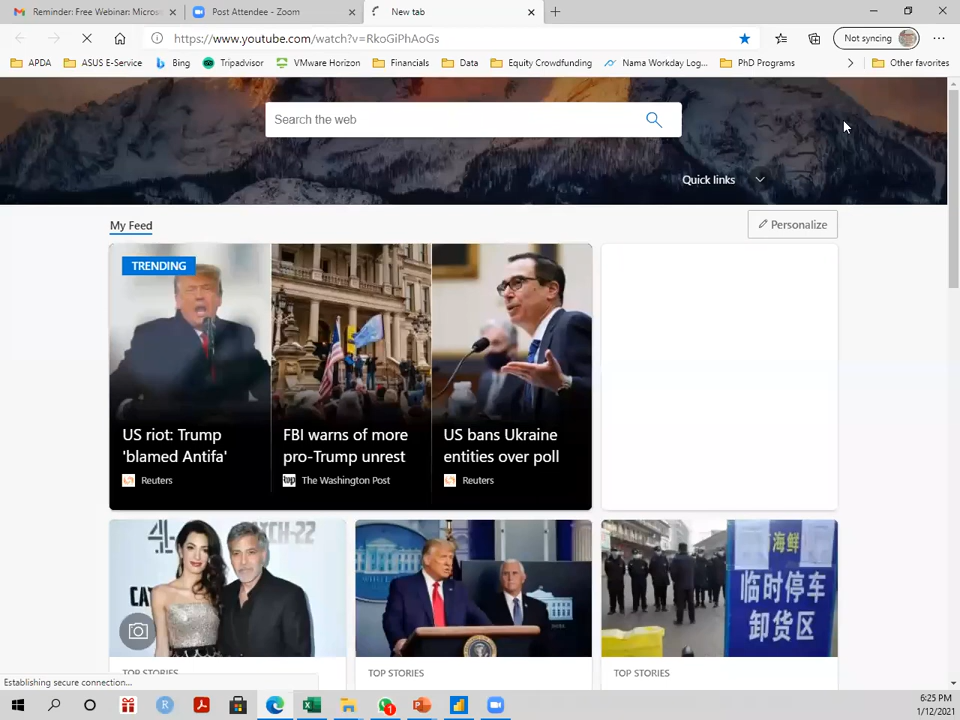 Reminder: Free Webinar: Micros
Post Attendee - Zoom
New tab
https://www.youtube.com/watch?v=RkoGiPhAoGs
Not syncing
APDA
ASUS E-Service
Bing
Tripadvisor
VMware Horizon
Financials
Data
Equity Crowdfunding
Nama Workday Log...
PhD Programs
Other favorites
Search the web
Quick links
My Feed
Personalize
TRENDING
US riot: Trump
'blamed Antifa'
Reuters
FBI warns of more
pro-Trump unrest
The Washington Post
US bans Ukraine
entities over poll
Reuters
海鲜
临时停车
卸货区
TOP STORIES
TOP STORIES
TOP STORIES
Establishing secure connection...
6:25 PM
1/12/2021